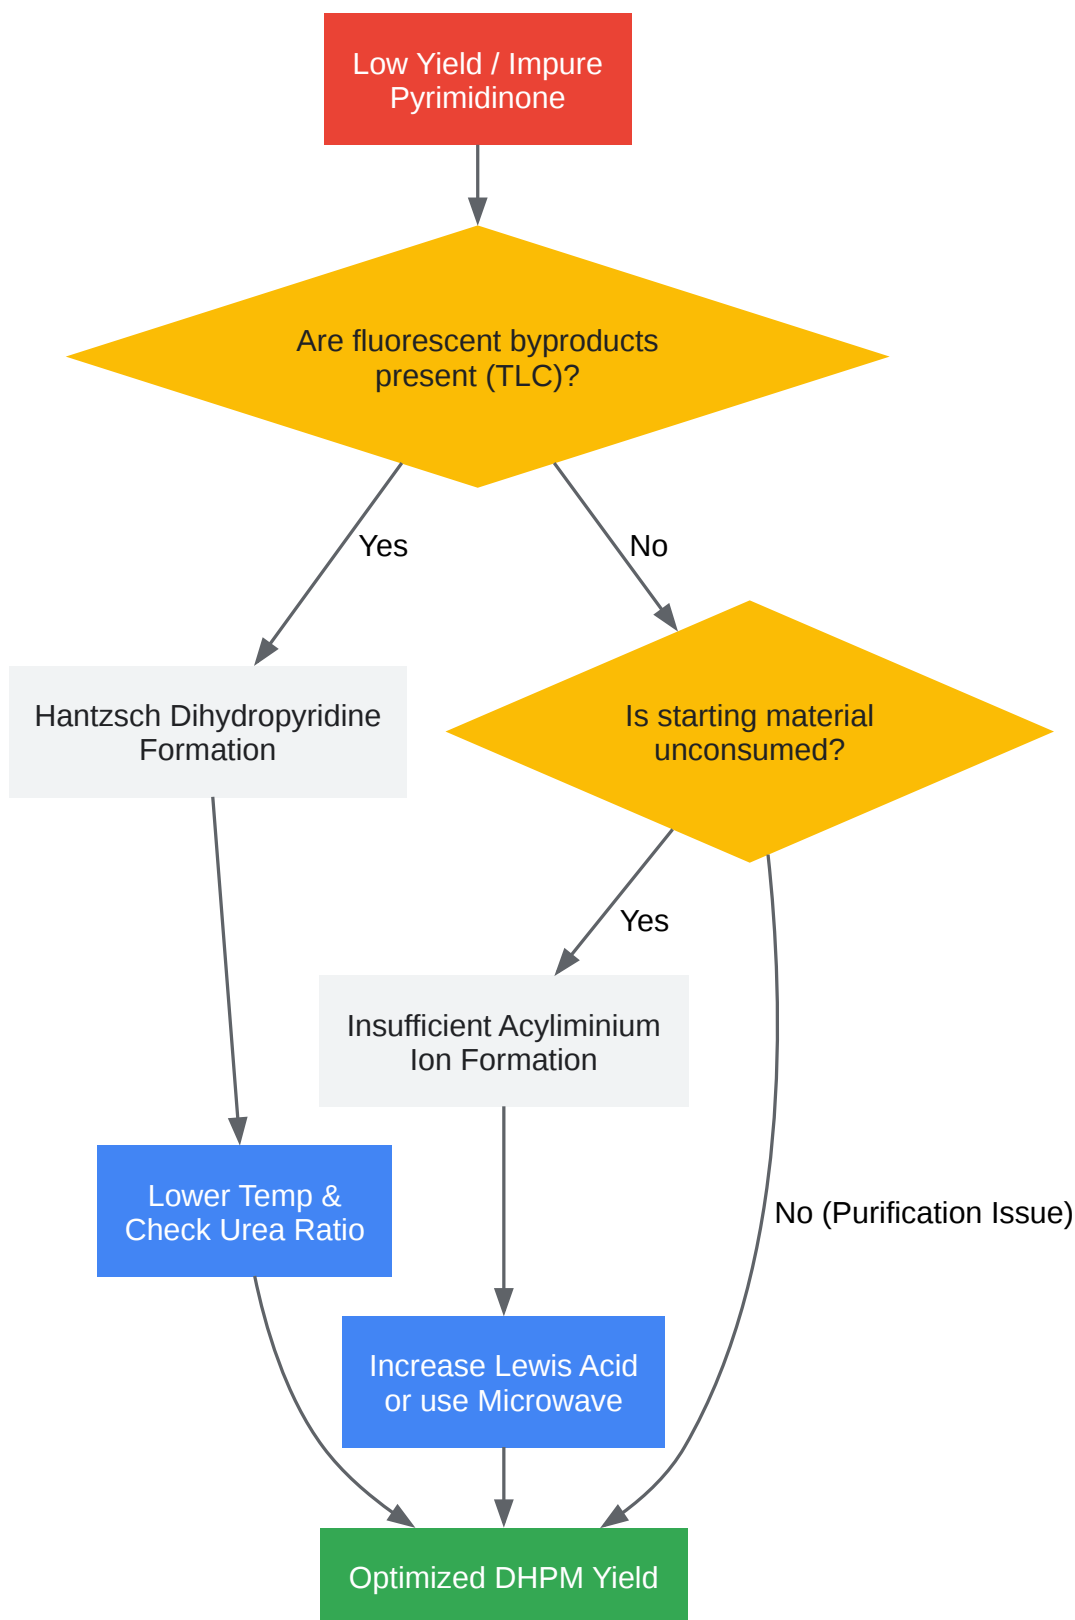 Low Yield / Impure
Pyrimidinone
Are fluorescent byproducts
present (TLC)?
Yes
No
Hantzsch Dihydropyridine
Formation
Is starting material
unconsumed?
Yes
Insufficient Acyliminium
Ion Formation
Lower Temp &
Check Urea Ratio
No (Purification Issue)
Increase Lewis Acid
or use Microwave
Optimized DHPM Yield